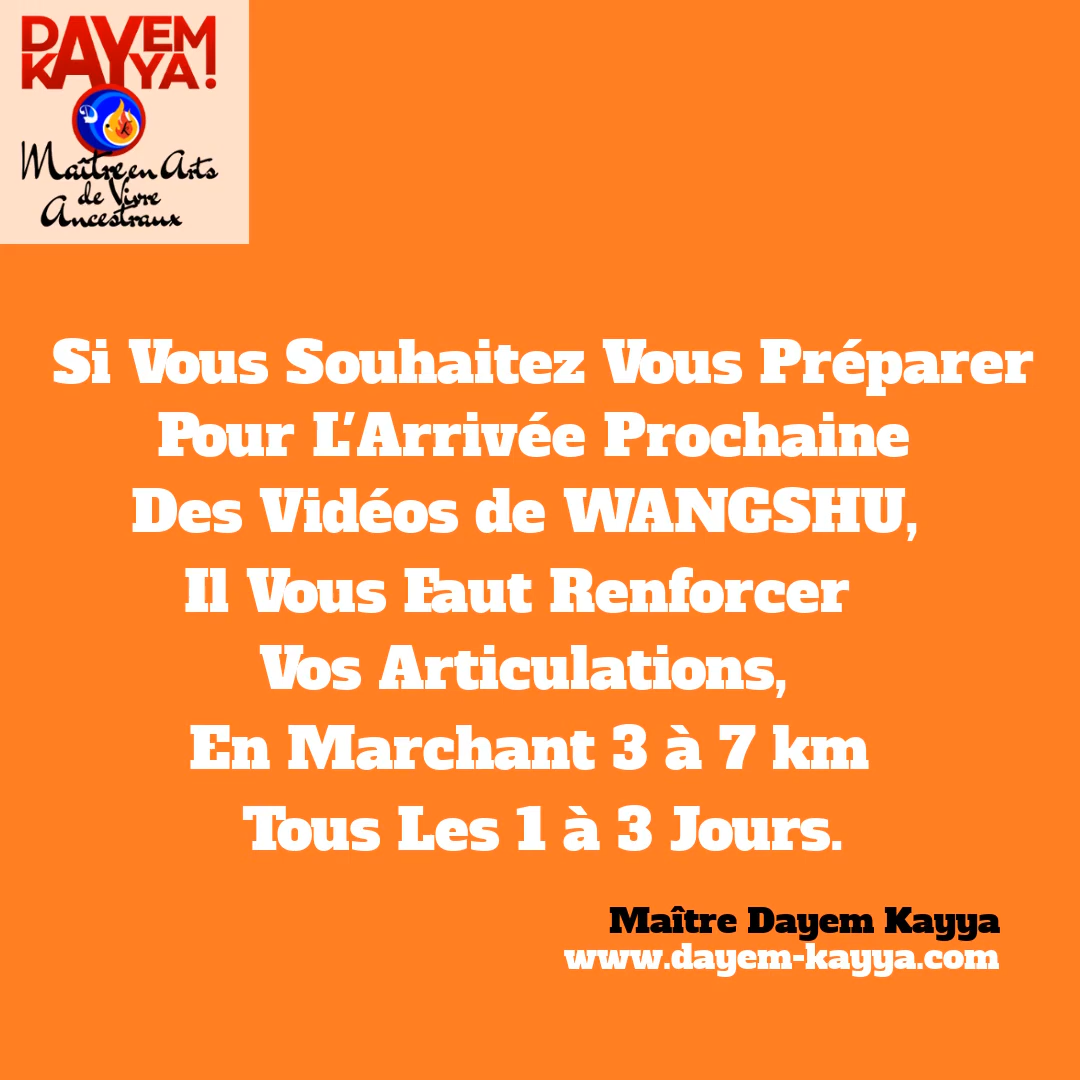 DAYEM
KAYYA!
Maître en Arts
de Vivre
Ancestraux
Si Vous Souhaitez Vous Préparer
Pour L'Arrivée Prochaine
Des Vidéos de WANGSHU,
Il Vous Faut Renforcer
Vos Articulations,
En Marchant 3 à 7 km
Tous Les 1 à 3 Jours.
Maître Dayem Kayya
www.dayem-kayya.com